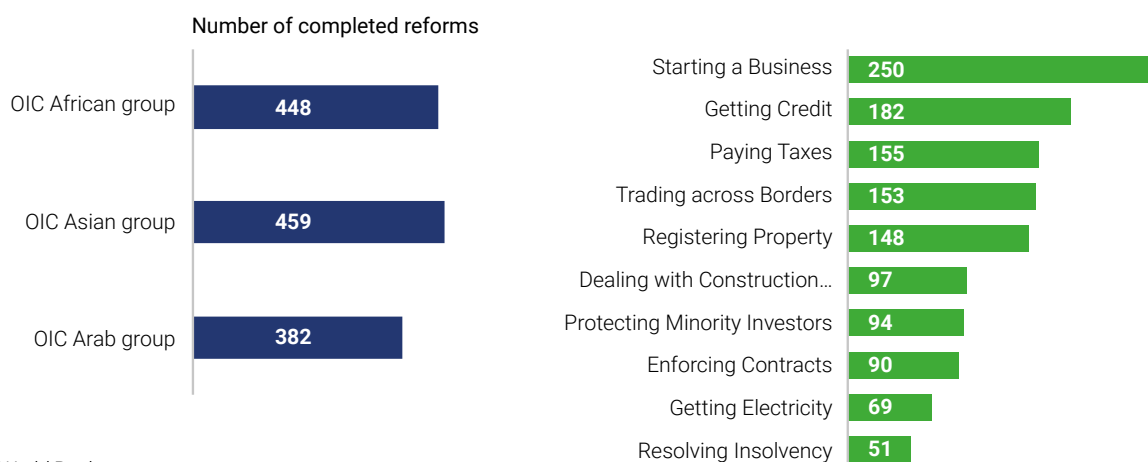 Number of completed reforms
OIC African group 448
OIC Asian group 459
OIC Arab group 382
Starting a Business 250
Getting Credit 182
Paying Taxes 155
Trading across Borders 153
Registering Property 148
Dealing with Construction… 97
Protecting Minority Investors 94
Enforcing Contracts 90
Getting Electricity 69
Resolving Insolvency 51